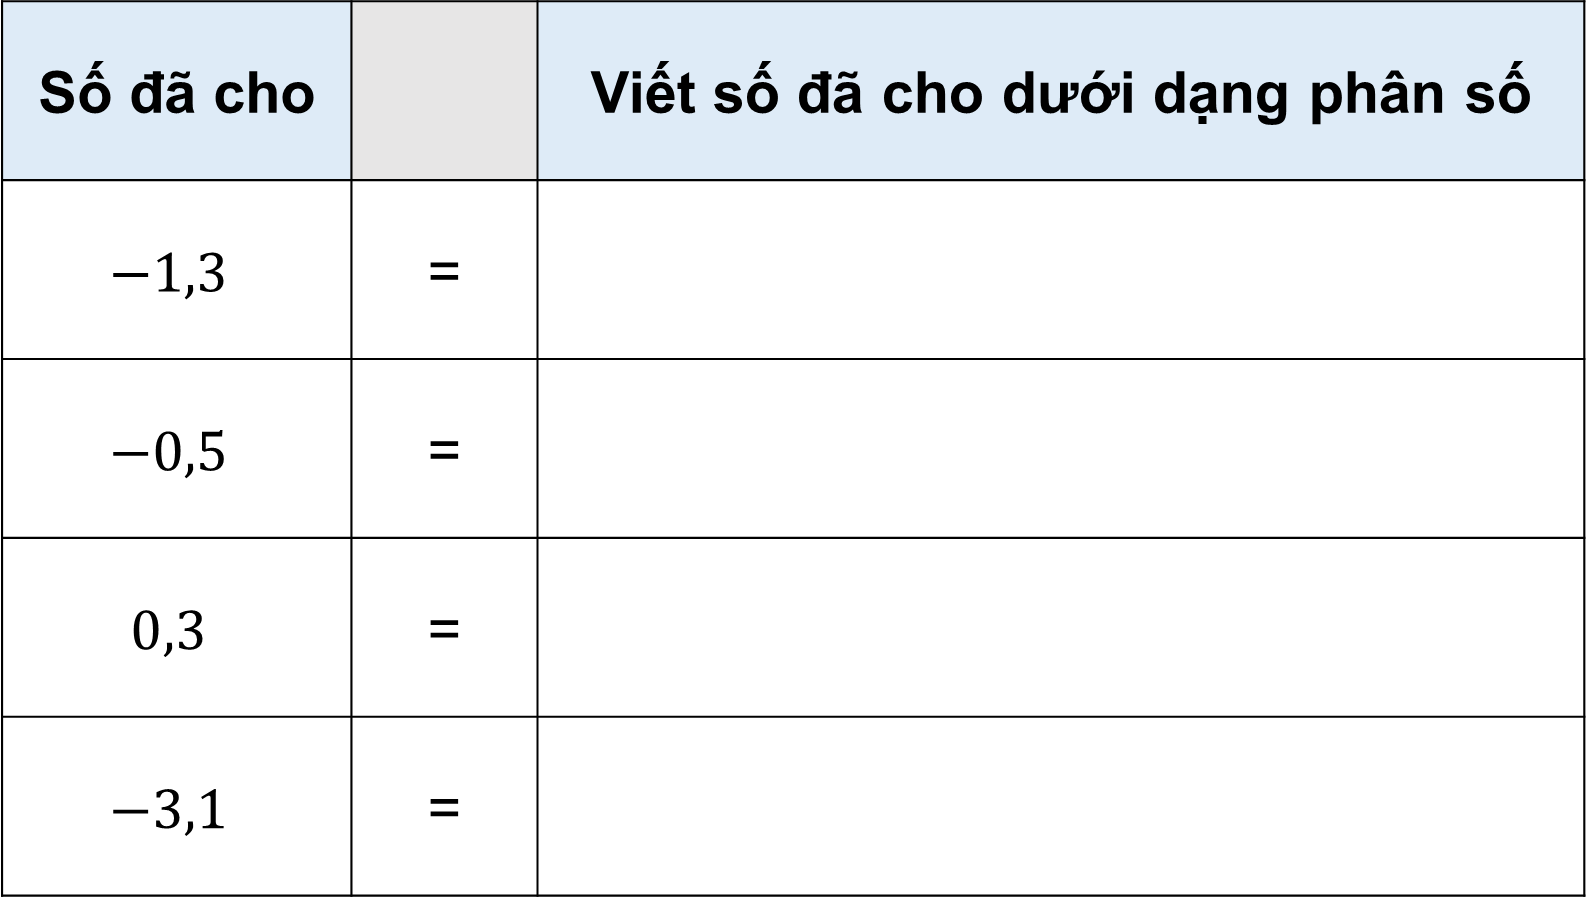 Số đã cho Viết số đã cho dưới dạng phân số
−1,3 =
−0,5 =
0,3 =
−3,1 =